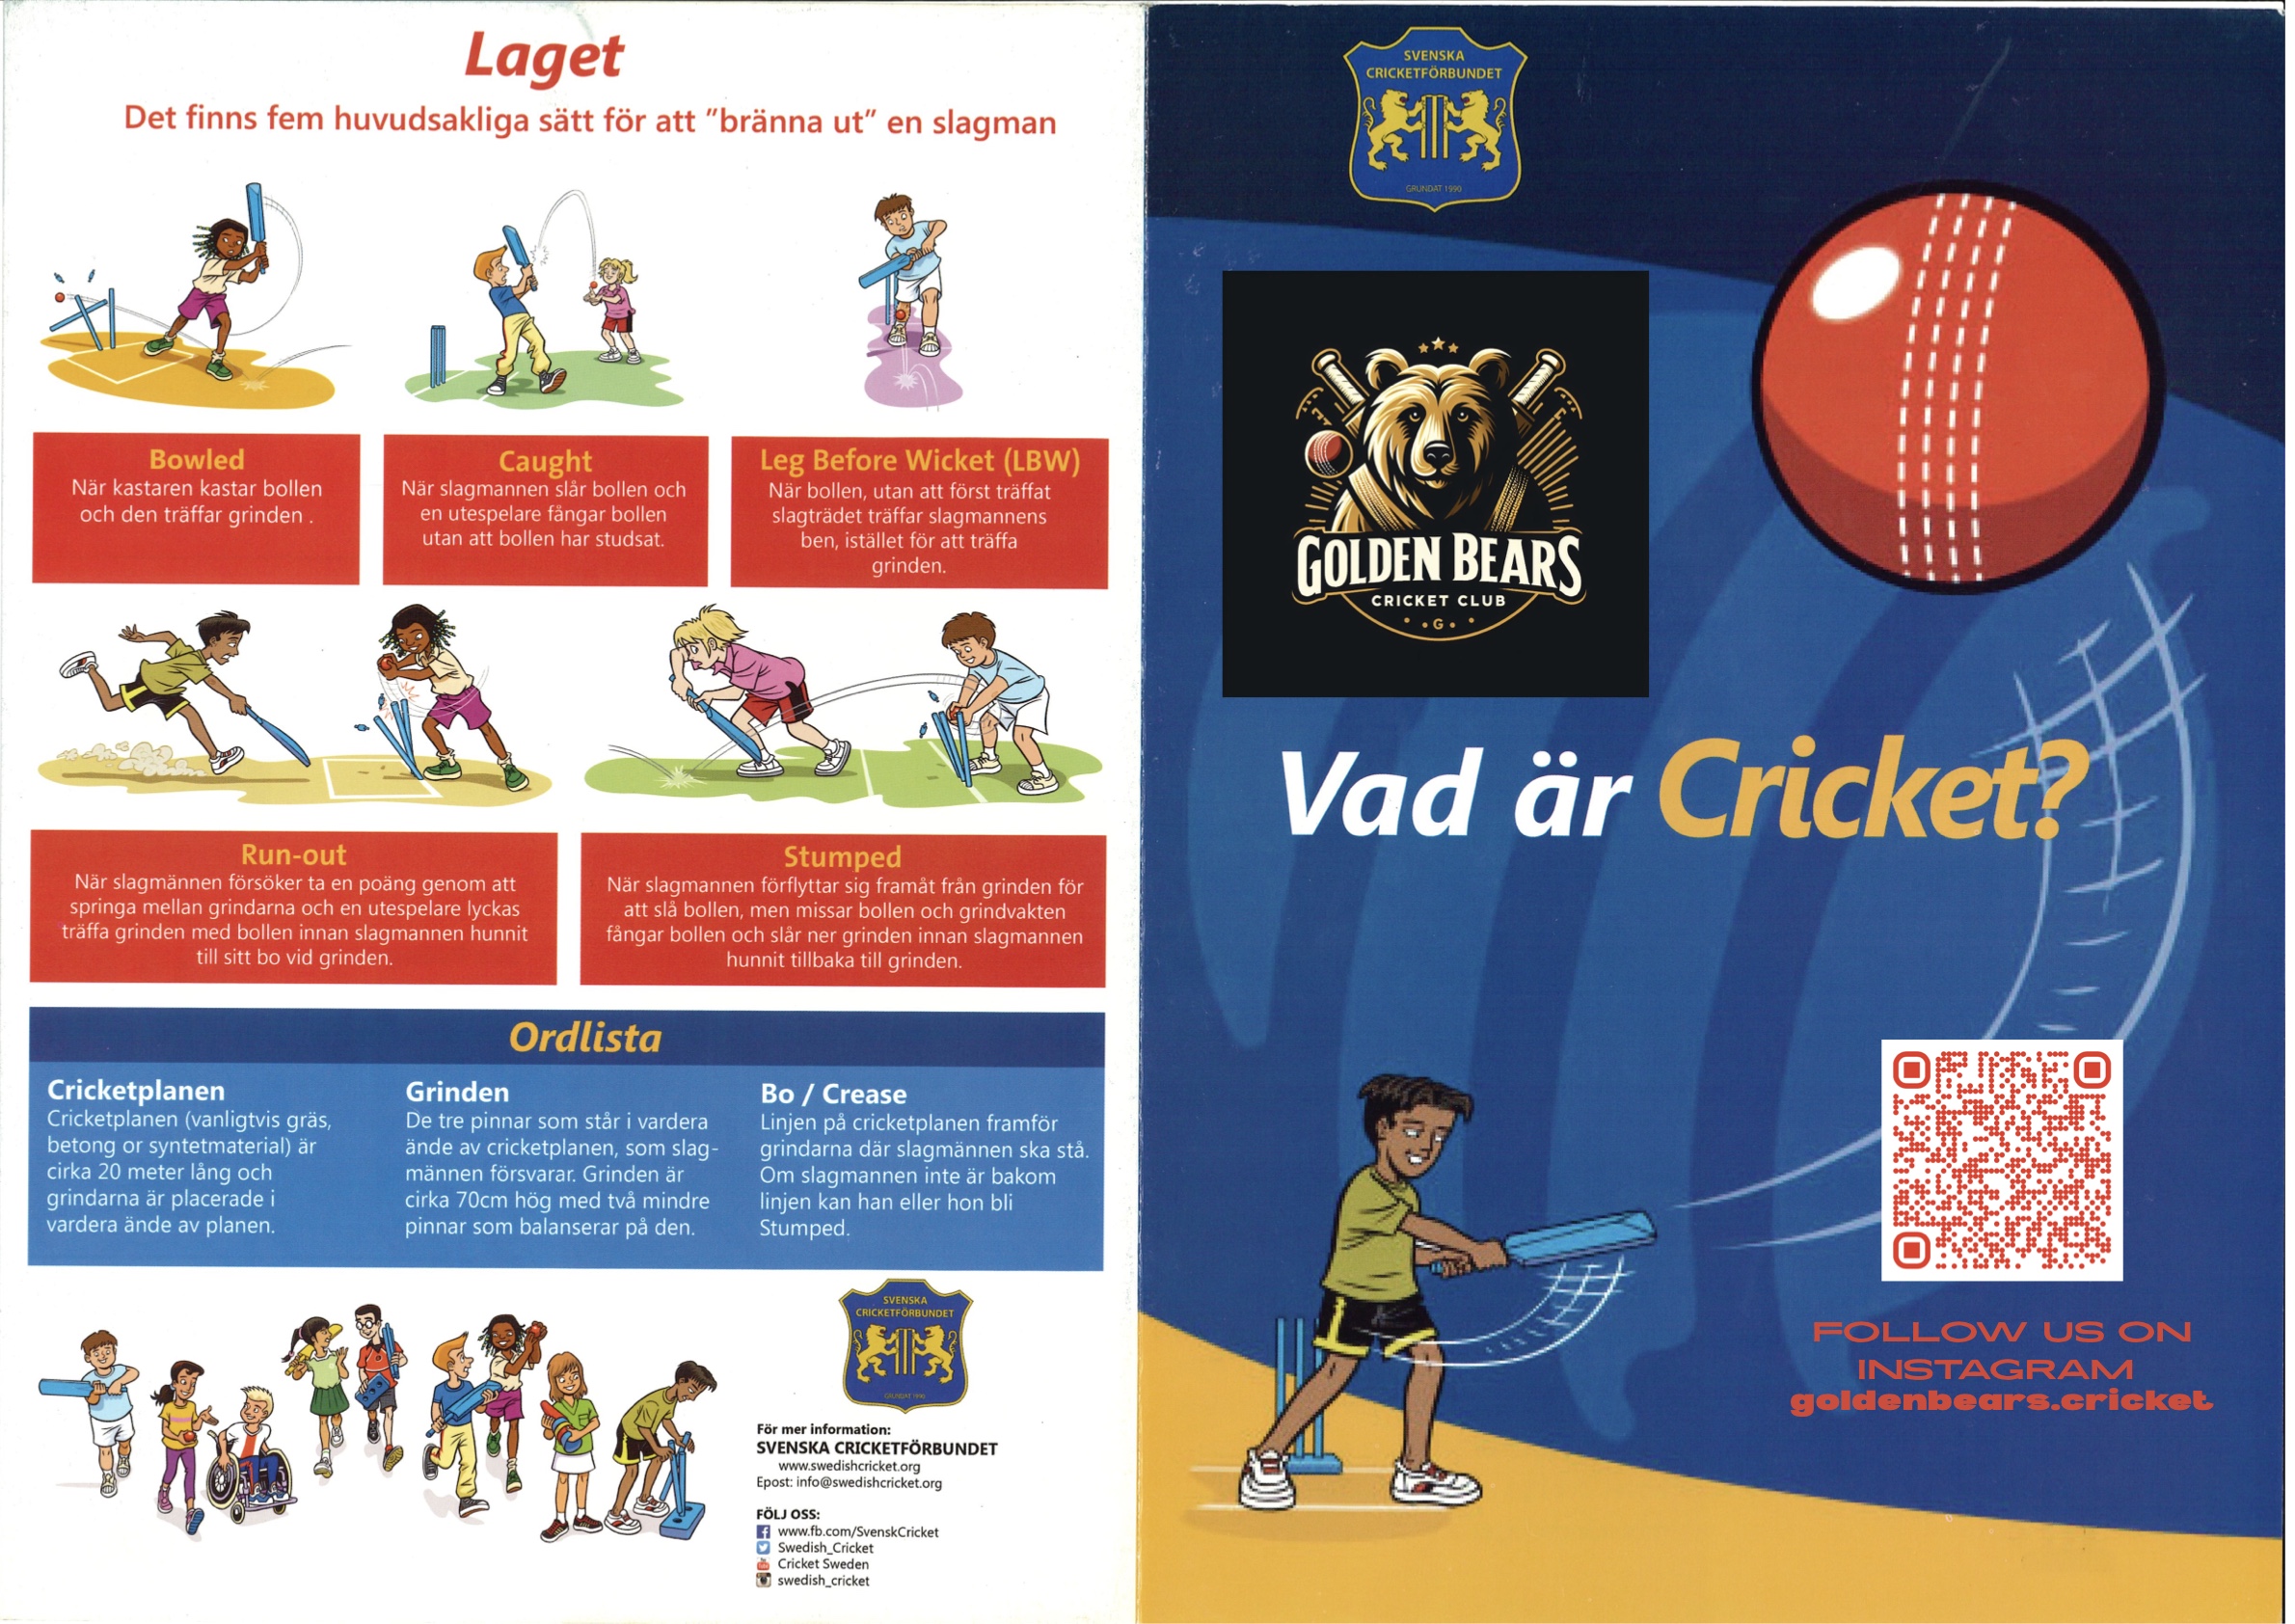 Laget
Det finns fem huvudsakliga sätt för att ”bränna ut” en slagman
Bowled
När kastaren kastar bollen
och den träffar grinden .
Caught
När slagmannen slår bollen och
en utespelare fångar bollen
utan att bollen har studsat.
Leg Before Wicket (LBW)
När bollen, utan att först träffat
slagträdet träffar slagmannens
ben, istället för att träffa
grinden.
Run-out
När slagmännen försöker ta en poäng genom att
springa mellan grindarna och en utespelare lyckas
träffa grinden med bollen innan slagmannen hunnit
till sitt bo vid grinden.
Stumped
När slagmannen förflyttar sig framåt från grinden för
att slå bollen, men missar bollen och grindvakten
fångar bollen och slår ner grinden innan slagmannen
hunnit tillbaka till grinden.
Ordlista
Cricketplanen
Cricketplanen (vanligtvis gräs,
betong or syntetmaterial) är
cirka 20 meter lång och
grindarna är placerade i
vardera ände av planen.
Grinden
De tre pinnar som står i vardera
ände av cricketplanen, som slag-
männen försvarar. Grinden är
cirka 70cm hög med två mindre
pinnar som balanserar på den.
Bo / Crease
Linjen på cricketplanen framför
grindarna där slagmännen ska stå.
Om slagmannen inte är bakom
linjen kan han eller hon bli
Stumped.
SVENSKA
CRICKETFÖRBUNDET
GRUNDAT 1990
För mer information:
SVENSKA CRICKETFÖRBUNDET
www.swedishcricket.org
Epost: info@swedishcricket.org
FÖLJ OSS:
www.fb.com/SvenskCricket
Swedish_Cricket
Cricket Sweden
swedish_cricket
SVENSKA
CRICKETFÖRBUNDET
GRUNDAT 1990
GOLDEN BEARS
CRICKET CLUB
G
Vad är Cricket?
FOLLOW US ON
INSTAGRAM
goldenbears.cricket